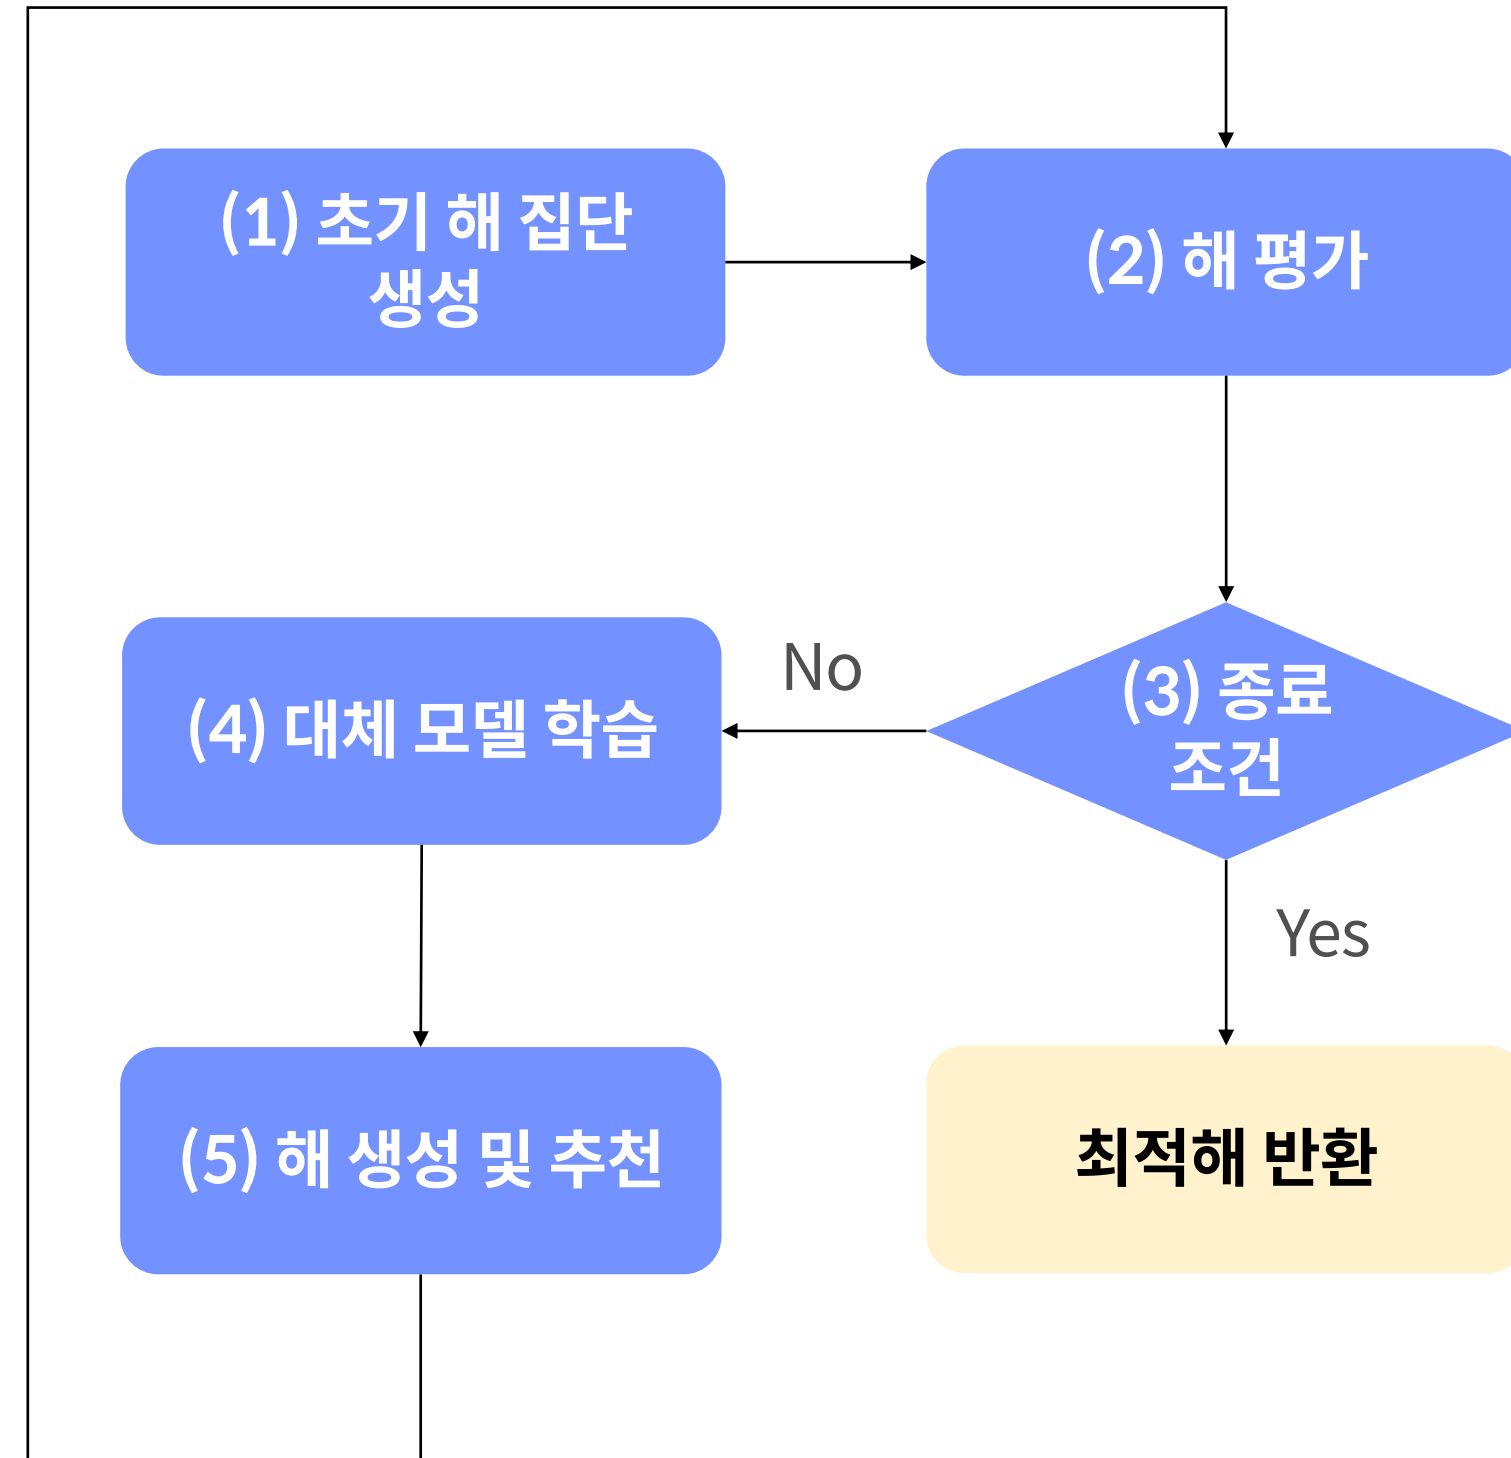 (1) 초기 해 집단
생성
(2) 해 평가
(3) 종료
조건
No
(4) 대체 모델 학습
Yes
(5) 해 생성 및 추천
최적해 반환